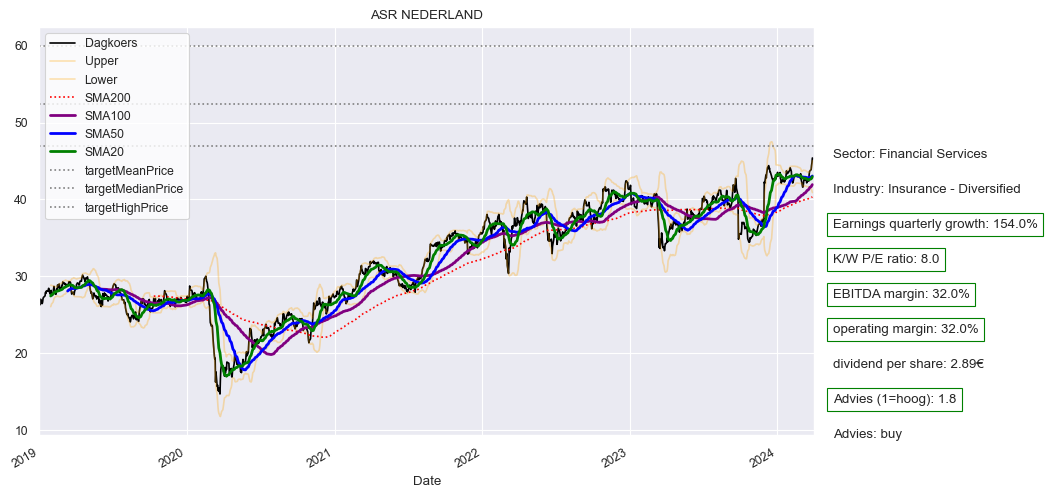 ASR NEDERLAND
60
50
40
30
20
10
Dagkoers
Upper
Lower
SMA200
SMA100
SMA50
SMA20
targetMeanPrice
targetMedianPrice
targetHighPrice
2019
2020
2021
2022
2023
2024
Date
Sector: Financial Services
Industry: Insurance - Diversified
Earnings quarterly growth: 154.0%
K/W P/E ratio: 8.0
EBITDA margin: 32.0%
operating margin: 32.0%
dividend per share: 2.89€
Advies (1=hoog): 1.8
Advies: buy